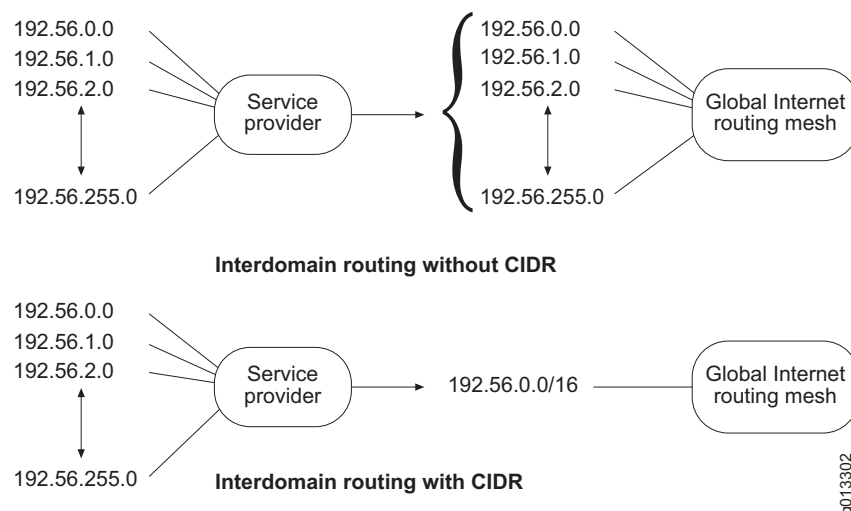 192.56.0.0
192.56.1.0
192.56.2.0
192.56.255.0
Service
provider
192.56.0.0
192.56.1.0
192.56.2.0
192.56.255.0
Global Internet
routing mesh
Interdomain routing without CIDR
192.56.0.0
192.56.1.0
192.56.2.0
192.56.255.0
Service
provider
192.56.0.0/16
Global Internet
routing mesh
Interdomain routing with CIDR
g013302